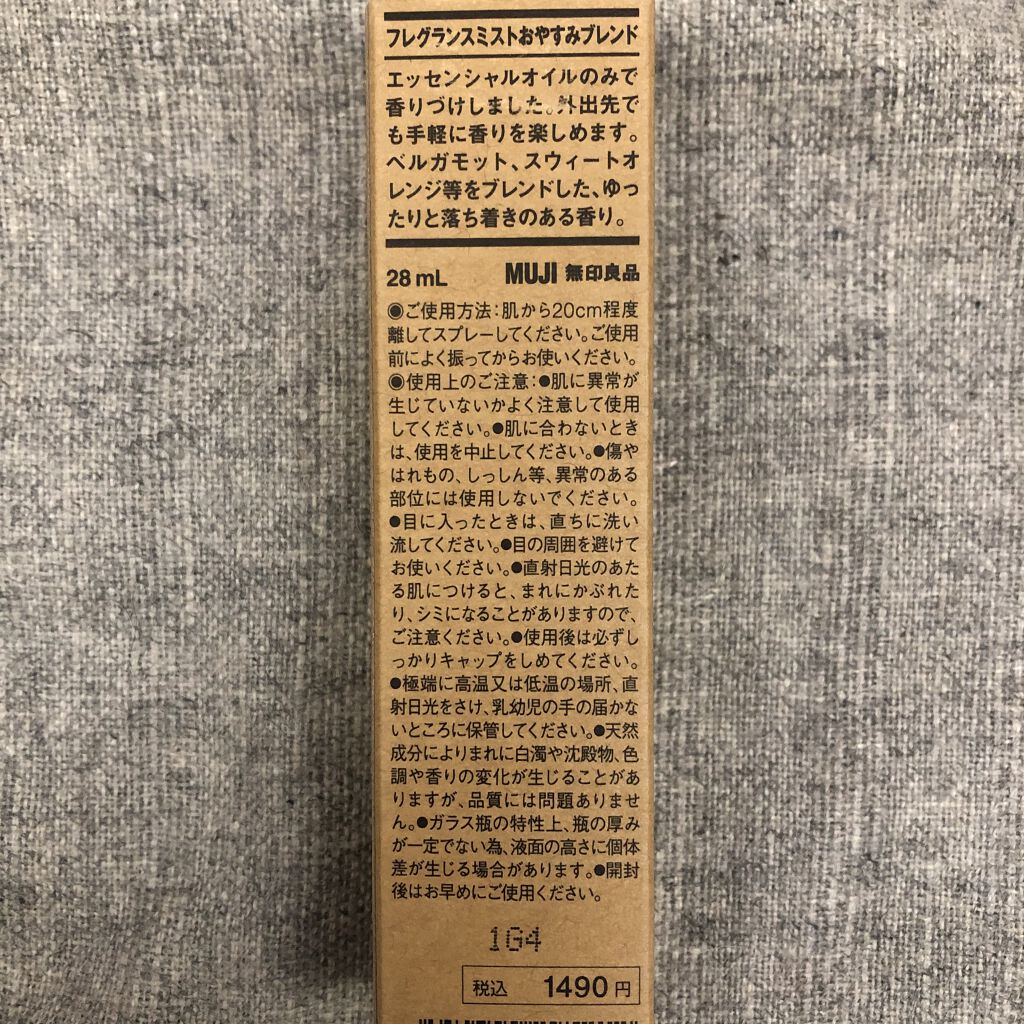 フレグランスミストおやすみブレンド
エッセンシャルオイルのみで
香りづけしました。外出先で
も手軽に香りを楽しめます。
ベルガモット、スウィートオ
レンジ等をブレンドした、ゆっ
たりと落ち着きのある香り。
28 mL MUJI 無印良品
◉ご使用方法：肌から20cm程度
離してスプレーしてください。ご使用
前によく振ってからお使いください。
◉使用上のご注意：●肌に異常が
生じていないかよく注意して使用
してください。●肌に合わないとき
は、使用を中止してください。●傷や
はれもの、しっしん等、異常のある
部位には使用しないでください。
●目に入ったときは、直ちに洗い
流してください。●目の周囲を避けて
お使いください。●直射日光のあた
る肌につけると、まれにかぶれた
り、シミになることがありますので、
ご注意ください。●使用後は必ずし
っかりキャップをしめてください。
●極端に高温又は低温の場所、直
射日光をさけ、乳幼児の手の届かな
いところに保管してください。●天然
成分によりまれに白濁や沈殿物、色
調や香りの変化が生じることがあ
りますが、品質には問題ありませ
ん。●ガラス瓶の特性上、瓶の厚み
が一定でない為、液面の高さに個体
差が生じる場合があります。●開封
後はお早めにご使用ください。
1G4
税込 1490円